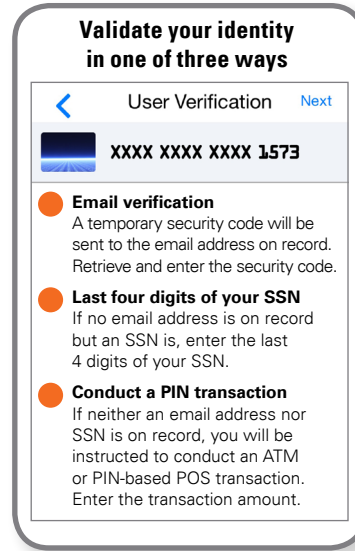 Validate your identity
in one of three ways
User Verification Next
XXXX XXXX XXXX 1573
Email verification
A temporary security code will be
sent to the email address on record.
Retrieve and enter the security code.
Last four digits of your SSN
If no email address is on record
but an SSN is, enter the last
4 digits of your SSN.
Conduct a PIN transaction
If neither an email address nor
SSN is on record, you will be
instructed to conduct an ATM
or PIN-based POS transaction.
Enter the transaction amount.